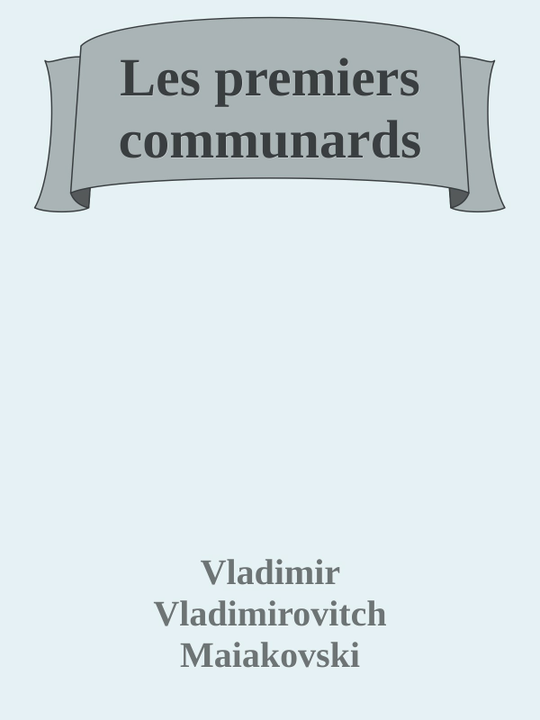 Les premiers
communards
Vladimir
Vladimirovitch
Maiakovski